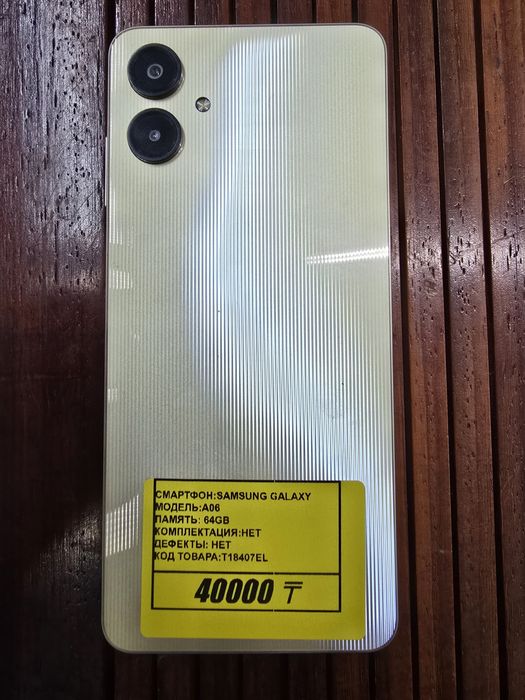 СМАРТФОН:SAMSUNG GALAXY
МОДЕЛЬ:A06
ПАМЯТЬ: 64GB
КОМПЛЕКТАЦИЯ:НЕТ
ДЕФЕКТЫ: НЕТ
КОД ТОВАРА:T18407EL
40000 ₸